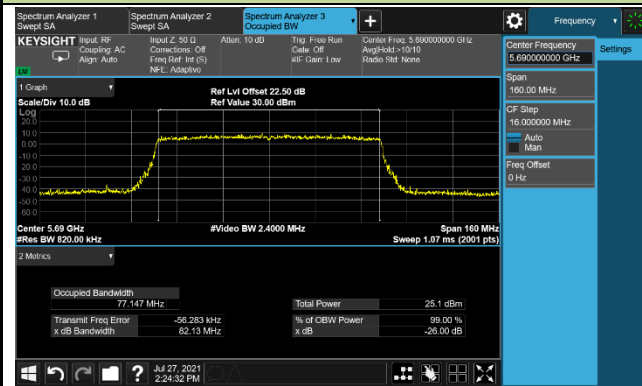 Spectrum Analyzer 1
Swept SA
Spectrum Analyzer 2
Swept SA
Spectrum Analyzer 3
Occupied BW
Frequency
KEYSIGHT
Input: RF
Coupling: AC
Align: Auto
Input Z: 50 Ω
Corrections: Off
Freq Ref: Int (S)
NFE: Adaptive
Atten: 10 dB
Trig: Free Run
Gate: Off
#IF Gain: Low
Center Freq: 5.690000000 GHz
Avg|Hold:>10/10
Radio Std: None
Center Frequency
5.690000000 GHz
Settings
Span
160.00 MHz
CF Step
16.000000 MHz
Auto
Man
Freq Offset
0 Hz
1 Graph
Scale/Div 10.0 dB
Ref Lvl Offset 22.50 dB
Ref Value 30.00 dBm
Log
20.0
10.0
0.00
-10.0
-20.0
-30.0
-40.0
-50.0
-60.0
Center 5.69 GHz
#Video BW 2.4000 MHz
Span 160 MHz
#Res BW 820.00 kHz
Sweep 1.07 ms (2001 pts)
2 Metrics
Occupied Bandwidth
77.147 MHz
Total Power 25.1 dBm
Transmit Freq Error -56.283 kHz
% of OBW Power 99.00 %
x dB Bandwidth 82.13 MHz
x dB -26.00 dB
Jul 27, 2021
2:24:32 PM